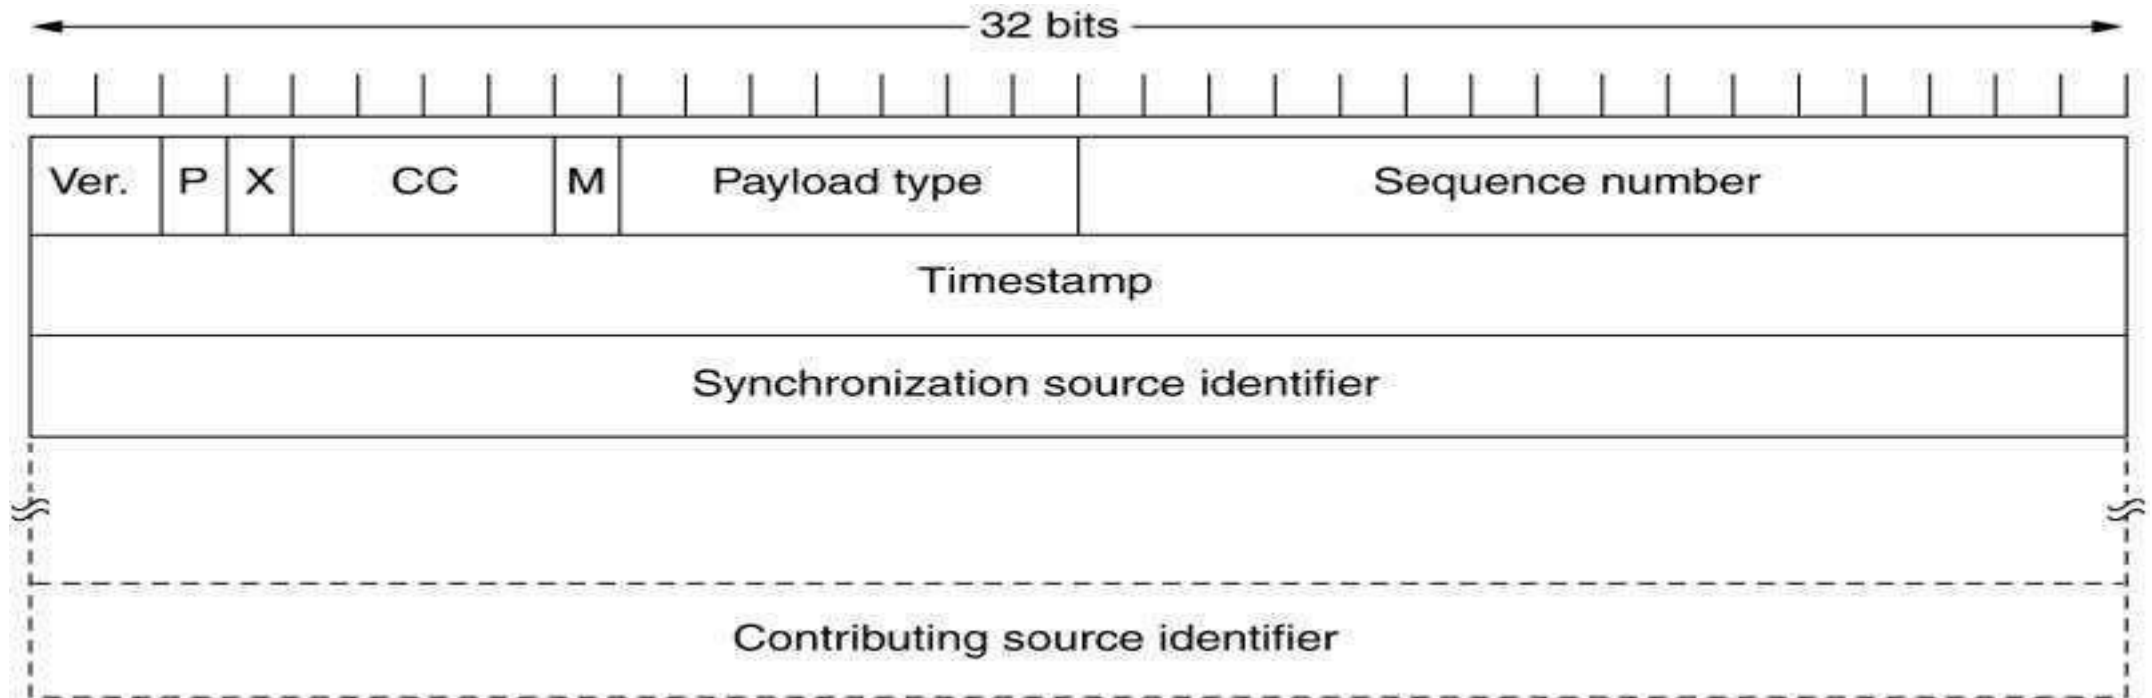 32 bits
Ver. P X CC M Payload type Sequence number
Timestamp
Synchronization source identifier
Contributing source identifier